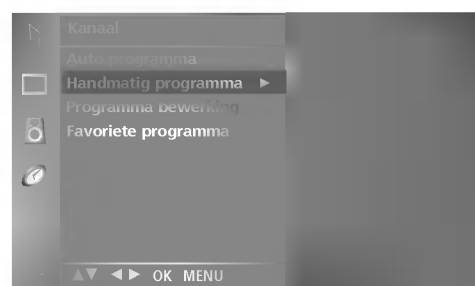 Kanaal
Auto programma
Handmatig programma ►
Programma bewerking
Favoriete programma
▲▼ ◄► OK MENU